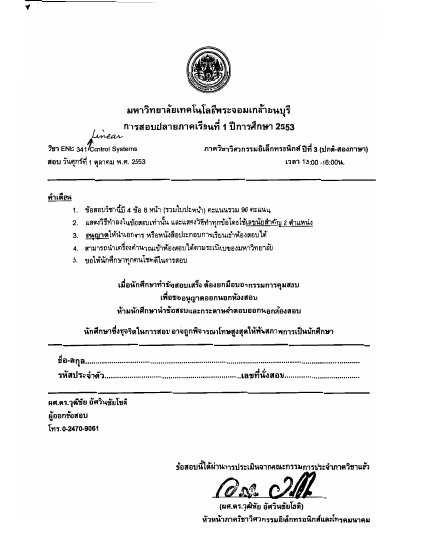 มหาวิทยาลัยเทคโนโลยีพระจอมเกล้าธนบุรี
การสอบปลายภาคเรียนที่ 1 ปีการศึกษา 2553
Linear
วิชา ENE 341 Control Systems ภาควิชาวิศวกรรมอิเล็กทรอนิกส์ ปีที่ 3 (ปกติ-สองภาษา)
สอบ วันศุกร์ที่ 1 ตุลาคม พ.ศ. 2553 เวลา 13:00 -16:00น.
คำเตือน
1. ข้อสอบวิชานี้มี 4 ข้อ 8 หน้า (รวมใบปะหน้า) คะแนนรวม 90 คะแนน
2. แสดงวิธีทำลงในข้อสอบเท่านั้น และแสดงวิธีทำทุกข้อโดยใช้เลขนัยสำคัญ 2 ตำแหน่ง
3. อนุญาตให้นำเอกสาร หรือหนังสือประกอบการเรียนเข้าห้องสอบได้
4. สามารถนำเครื่องคำนวณเข้าห้องสอบได้ตามระเบียบของมหาวิทยาลัย
5. ขอให้นักศึกษาทุกคนโชคดีในการสอบ
เมื่อนักศึกษาทำข้อสอบเสร็จ ต้องยกมือบอกกรรมการคุมสอบ
เพื่อขออนุญาตออกนอกห้องสอบ
ห้ามนักศึกษานำข้อสอบและกระดาษคำตอบออกนอกห้องสอบ
นักศึกษาซึ่งทุจริตในการสอบ อาจถูกพิจารณาโทษสูงสุดให้พ้นสภาพการเป็นนักศึกษา
ชื่อ-สกุล
รหัสประจำตัว เลขที่นั่งสอบ
ผศ.ดร.วุฒิชัย อัศวินชัยโชติ
ผู้ออกข้อสอบ
โทร.0-2470-9061
ข้อสอบนี้ได้ผ่านการประเมินจากคณะกรรมการประจำภาควิชาแล้ว
(ผศ.ดร.วุฒิชัย อัศวินชัยโชติ)
หัวหน้าภาควิชาวิศวกรรมอิเล็กทรอนิกส์และโทรคมนาคม